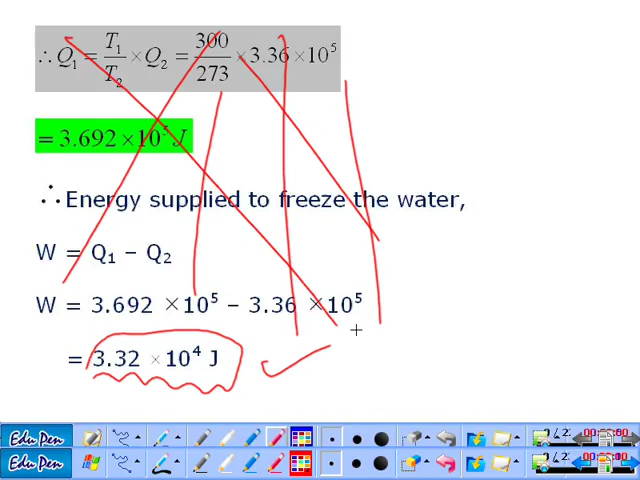 ∴ Q₁ = T₁/T₂ × Q₂ = 300/273 × 3.36 × 10⁵
= 3.692 × 10⁵ J
∴ Energy supplied to freeze the water,
W = Q₁ – Q₂
W = 3.692 × 10⁵ – 3.36 × 10⁵
= 3.32 × 10⁴ J
Edu Pen
Edu Pen